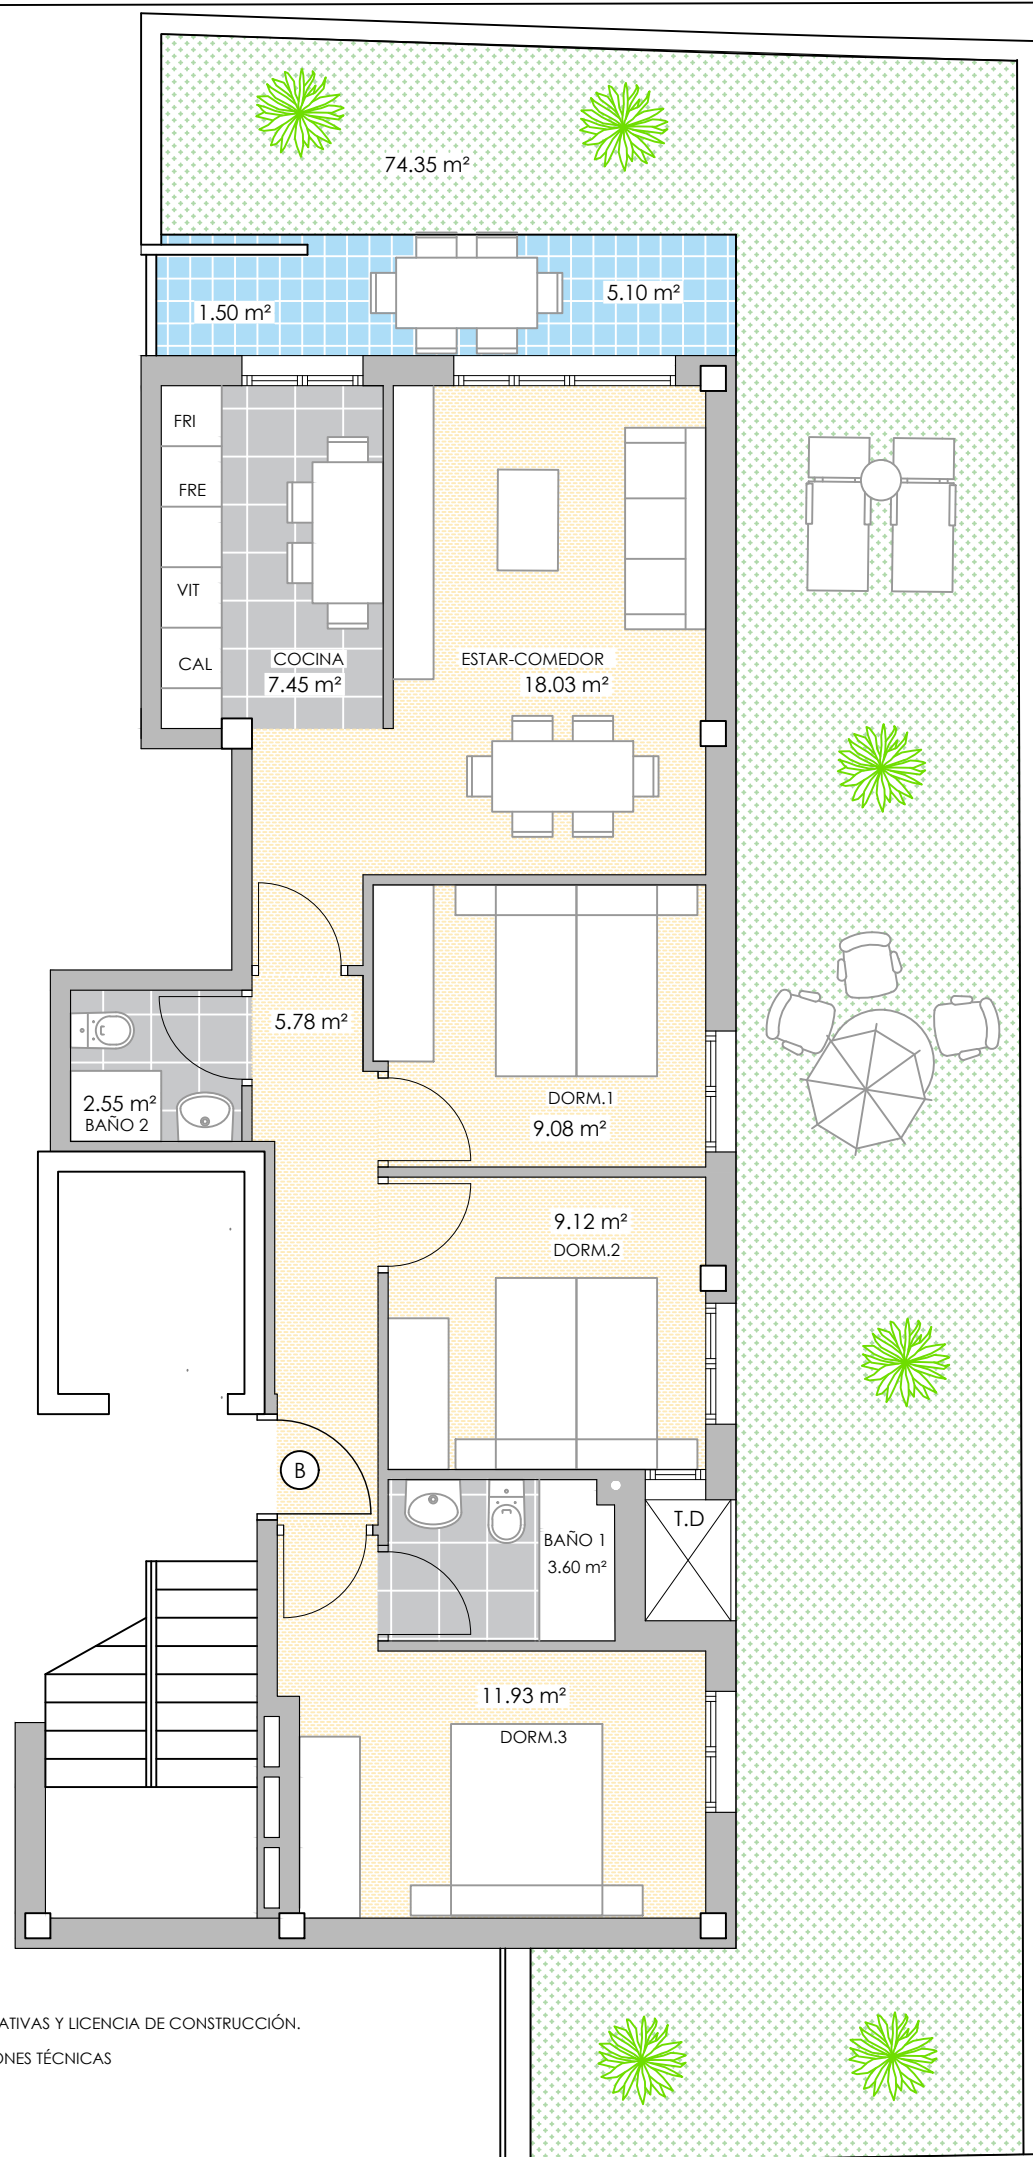 74.35 m²
1.50 m²
5.10 m²
FRI
FRE
VIT
CAL
COCINA
7.45 m²
ESTAR-COMEDOR
18.03 m²
5.78 m²
2.55 m²
BAÑO 2
DORM.1
9.08 m²
9.12 m²
DORM.2
B
T.D
BAÑO 1
3.60 m²
11.93 m²
DORM.3
ATIVAS Y LICENCIA DE CONSTRUCCIÓN.
ONES TÉCNICAS